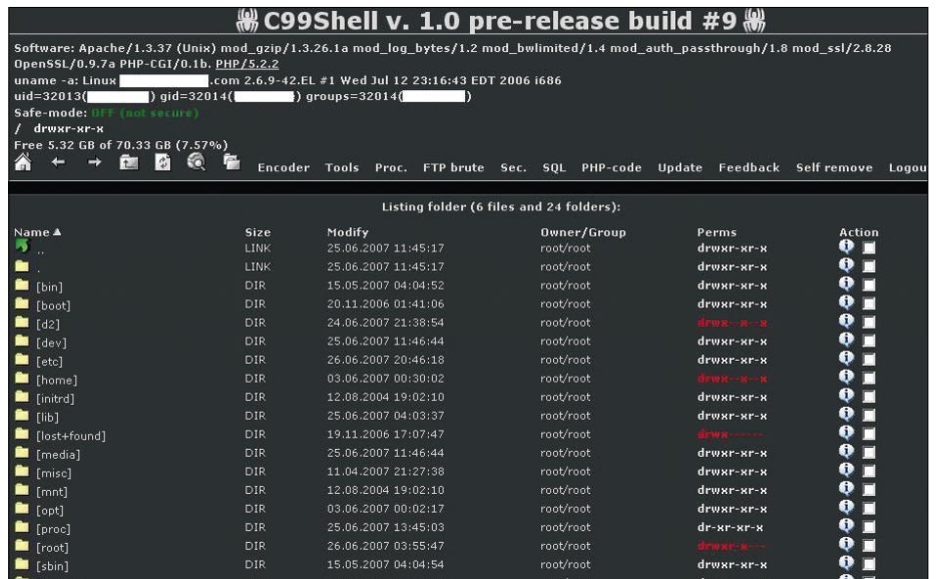 C99Shell v. 1.0 pre-release build #9
Software: Apache/1.3.37 (Unix) mod_gzip/1.3.26.1a mod_log_bytes/1.2 mod_bwlimited/1.4 mod_auth_passthrough/1.8 mod_ssl/2.8.28
OpenSSL/0.9.7a PHP-CGI/0.1b. PHP/5.2.2
uname -a: Linux .com 2.6.9-42.EL #1 Wed Jul 12 23:16:43 EDT 2006 i686
uid=32013( ) gid=32014( ) groups=32014( )
Safe-mode: OFF (not secure)
/ drwxr-xr-x
Free 5.32 GB of 70.33 GB (7.57%)
Encoder Tools Proc. FTP brute Sec. SQL PHP-code Update Feedback Self remove Logou
Listing folder (6 files and 24 folders):
Name Size Modify Owner/Group Perms Action
.. LINK 25.06.2007 11:45:17 root/root drwxr-xr-x
. LINK 25.06.2007 11:45:17 root/root drwxr-xr-x
[bin] DIR 15.05.2007 04:04:52 root/root drwxr-xr-x
[boot] DIR 20.11.2006 01:41:06 root/root drwxr-xr-x
[d2] DIR 24.06.2007 21:38:54 root/root drwx--x--x
[dev] DIR 25.06.2007 11:46:44 root/root drwxr-xr-x
[etc] DIR 26.06.2007 20:46:18 root/root drwxr-xr-x
[home] DIR 03.06.2007 00:30:02 root/root drwx--x--x
[initrd] DIR 12.08.2004 19:02:10 root/root drwxr-xr-x
[lib] DIR 25.06.2007 04:03:37 root/root drwxr-xr-x
[lost+found] DIR 19.11.2006 17:07:47 root/root drwx------
[media] DIR 25.06.2007 11:46:44 root/root drwxr-xr-x
[misc] DIR 11.04.2007 21:27:38 root/root drwxr-xr-x
[mnt] DIR 12.08.2004 19:02:10 root/root drwxr-xr-x
[opt] DIR 03.06.2007 00:02:17 root/root drwxr-xr-x
[proc] DIR 25.06.2007 13:45:03 root/root dr-xr-xr-x
[root] DIR 26.06.2007 03:55:47 root/root drwxr-x---
[sbin] DIR 15.05.2007 04:04:54 root/root drwxr-xr-x